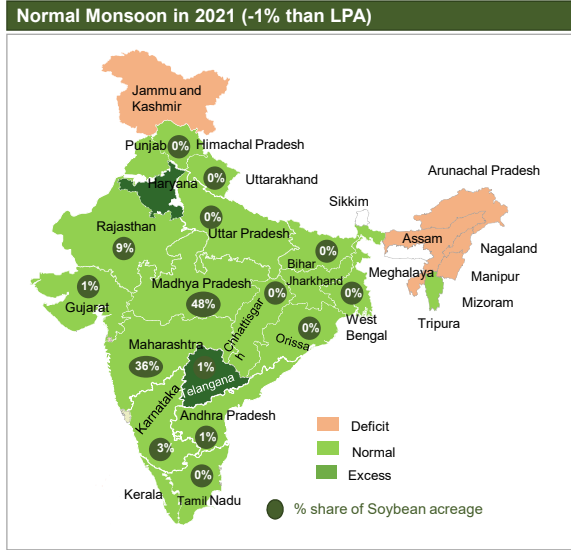 Normal Monsoon in 2021 (-1% than LPA)
Jammu and
Kashmir
Punjab
0%
Himachal Pradesh
Haryana
0%
Uttarakhand
Arunachal Pradesh
Sikkim
Rajasthan
9%
0%
Uttar Pradesh
Assam
Nagaland
Bihar
0%
Meghalaya
Manipur
1%
Gujarat
Madhya Pradesh
48%
Jharkhand
0%
0%
Mizoram
Chhattisgar
h
West
Bengal
Tripura
Orissa
0%
Maharashtra
36%
1%
Telangana
Karnataka
3%
Andhra Pradesh
1%
Deficit
Normal
Excess
0%
Kerala
Tamil Nadu
% share of Soybean acreage